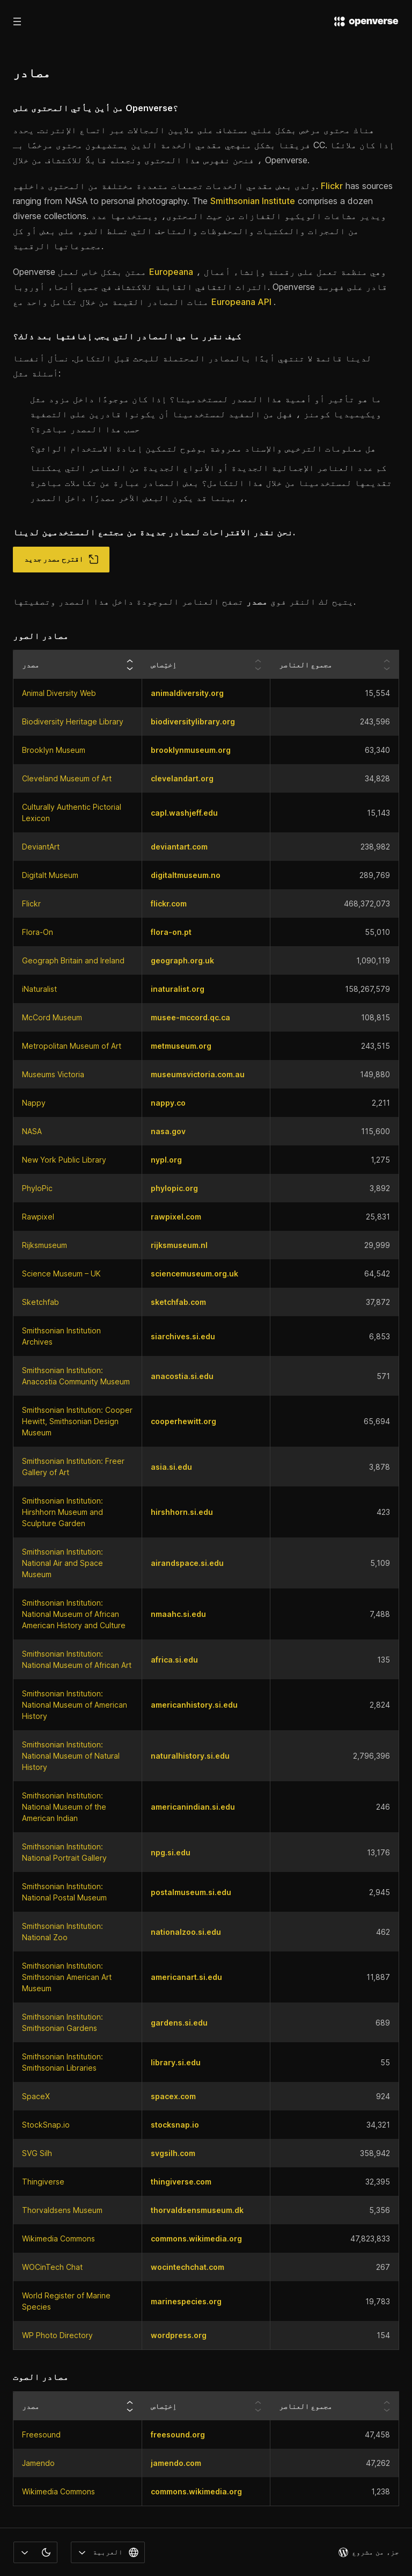 openverse
مصادر
من أين يأتي المحتوى على Openverse؟
هناك محتوى مرخص بشكل علني مستضاف على ملايين المجالات عبر اتساع الإنترنت. يحدد
فريقنا بشكل منهجي مقدمي الخدمة الذين يستضيفون محتوى مرخصًا بـ CC. إذا كان ملائمًا
، فنحن نفهرس هذا المحتوى ونجعله قابلاً للاكتشاف من خلال Openverse.
ولدى بعض مقدمي الخدمات تجمعات متعددة مختلفة من المحتوى داخلهم. Flickr has sources
ranging from NASA to personal photography. The Smithsonian Institute comprises a dozen
diverse collections. ويدير مشاعات الويكيو القفازات من حيث المحتوى، ويستخدمها عدد
من المجرات والمكتبات والمحفوظات والمتاحف التي تسلط الضوء على بعض أو كل
مجموعاتها الرقمية.
Openverse ممتن بشكل خاص لعمل Europeana ، وهي منظمة تعمل على رقمنة وإنشاء أعمال
التراث الثقافي القابلة للاكتشاف في جميع أنحاء أوروبا. Openverse قادر على فهرسة
مئات المصادر القيمة من خلال تكامل واحد مع Europeana API .
كيف نقرر ما هي المصادر التي يجب إضافتها بعد ذلك؟
لدينا قائمة لا تنتهي أبدًا بالمصادر المحتملة للبحث قبل التكامل. نسأل أنفسنا
أسئلة مثل:
ما هو تأثير أو أهمية هذا المصدر لمستخدمينا؟ إذا كان موجودًا داخل مزود مثل
ويكيميديا كومنز ، فهل من المفيد لمستخدمينا أن يكونوا قادرين على التصفية
حسب هذا المصدر مباشرة؟
هل معلومات الترخيص والإسناد معروضة بوضوح لتمكين إعادة الاستخدام الواثق؟
كم عدد العناصر الإجمالية الجديدة أو الأنواع الجديدة من العناصر التي يمكننا
تقديمها لمستخدمينا من خلال هذا التكامل؟ بعض المصادر عبارة عن تكاملات مباشرة
، بينما قد يكون البعض الآخر مصدرًا داخل المصدر.
نحن نقدر الاقتراحات لمصادر جديدة من مجتمع المستخدمين لدينا.
اقترح مصدر جديد
يتيح لك النقر فوق مصدر تصفح العناصر الموجودة داخل هذا المصدر وتصفيتها.
مصادر الصور
مصدر اِختِصاص مجموع العناصر
Animal Diversity Web animaldiversity.org 15,554
Biodiversity Heritage Library biodiversitylibrary.org 243,596
Brooklyn Museum brooklynmuseum.org 63,340
Cleveland Museum of Art clevelandart.org 34,828
Culturally Authentic Pictorial
Lexicon capl.washjeff.edu 15,143
DeviantArt deviantart.com 238,982
Digitalt Museum digitaltmuseum.no 289,769
Flickr flickr.com 468,372,073
Flora-On flora-on.pt 55,010
Geograph Britain and Ireland geograph.org.uk 1,090,119
iNaturalist inaturalist.org 158,267,579
McCord Museum musee-mccord.qc.ca 108,815
Metropolitan Museum of Art metmuseum.org 243,515
Museums Victoria museumsvictoria.com.au 149,880
Nappy nappy.co 2,211
NASA nasa.gov 115,600
New York Public Library nypl.org 1,275
PhyloPic phylopic.org 3,892
Rawpixel rawpixel.com 25,831
Rijksmuseum rijksmuseum.nl 29,999
Science Museum – UK sciencemuseum.org.uk 64,542
Sketchfab sketchfab.com 37,872
Smithsonian Institution
Archives siarchives.si.edu 6,853
Smithsonian Institution:
Anacostia Community Museum anacostia.si.edu 571
Smithsonian Institution: Cooper
Hewitt, Smithsonian Design
Museum cooperhewitt.org 65,694
Smithsonian Institution: Freer
Gallery of Art asia.si.edu 3,878
Smithsonian Institution:
Hirshhorn Museum and
Sculpture Garden hirshhorn.si.edu 423
Smithsonian Institution:
National Air and Space
Museum airandspace.si.edu 5,109
Smithsonian Institution:
National Museum of African
American History and Culture nmaahc.si.edu 7,488
Smithsonian Institution:
National Museum of African Art africa.si.edu 135
Smithsonian Institution:
National Museum of American
History americanhistory.si.edu 2,824
Smithsonian Institution:
National Museum of Natural
History naturalhistory.si.edu 2,796,396
Smithsonian Institution:
National Museum of the
American Indian americanindian.si.edu 246
Smithsonian Institution:
National Portrait Gallery npg.si.edu 13,176
Smithsonian Institution:
National Postal Museum postalmuseum.si.edu 2,945
Smithsonian Institution:
National Zoo nationalzoo.si.edu 462
Smithsonian Institution:
Smithsonian American Art
Museum americanart.si.edu 11,887
Smithsonian Institution:
Smithsonian Gardens gardens.si.edu 689
Smithsonian Institution:
Smithsonian Libraries library.si.edu 55
SpaceX spacex.com 924
StockSnap.io stocksnap.io 34,321
SVG Silh svgsilh.com 358,942
Thingiverse thingiverse.com 32,395
Thorvaldsens Museum thorvaldsensmuseum.dk 5,356
Wikimedia Commons commons.wikimedia.org 47,823,833
WOCinTech Chat wocintechchat.com 267
World Register of Marine
Species marinespecies.org 19,783
WP Photo Directory wordpress.org 154
مصادر الصوت
مصدر اِختِصاص مجموع العناصر
Freesound freesound.org 47,458
Jamendo jamendo.com 47,262
Wikimedia Commons commons.wikimedia.org 1,238
العربية
جزء من مشروع